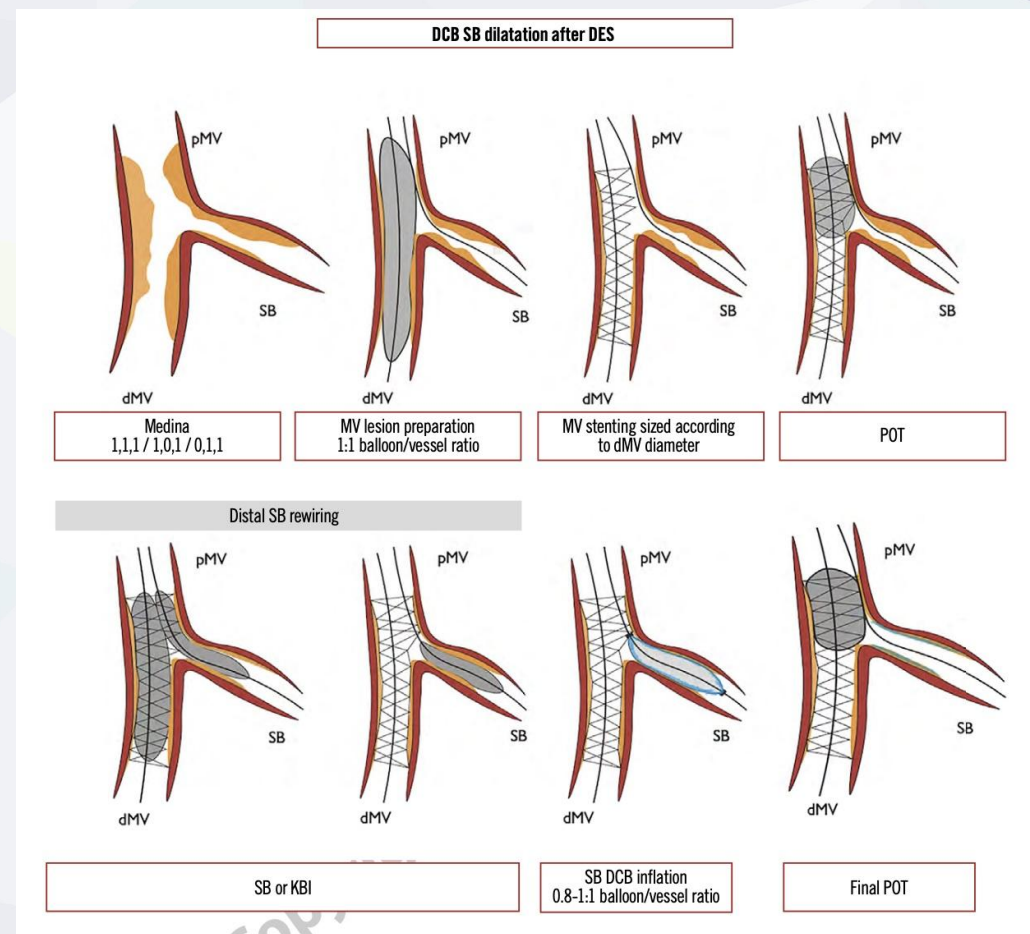 DCB SB dilatation after DES
pMV
SB
dMV
pMV
SB
dMV
pMV
SB
dMV
pMV
SB
dMV
Medina
1,1,1 / 1,0,1 / 0,1,1
MV lesion preparation
1:1 balloon/vessel ratio
MV stenting sized according
to dMV diameter
POT
Distal SB rewiring
pMV
SB
dMV
pMV
SB
dMV
pMV
SB
dMV
pMV
SB
dMV
SB or KBI
SB DCB inflation
0.8-1:1 balloon/vessel ratio
Final POT